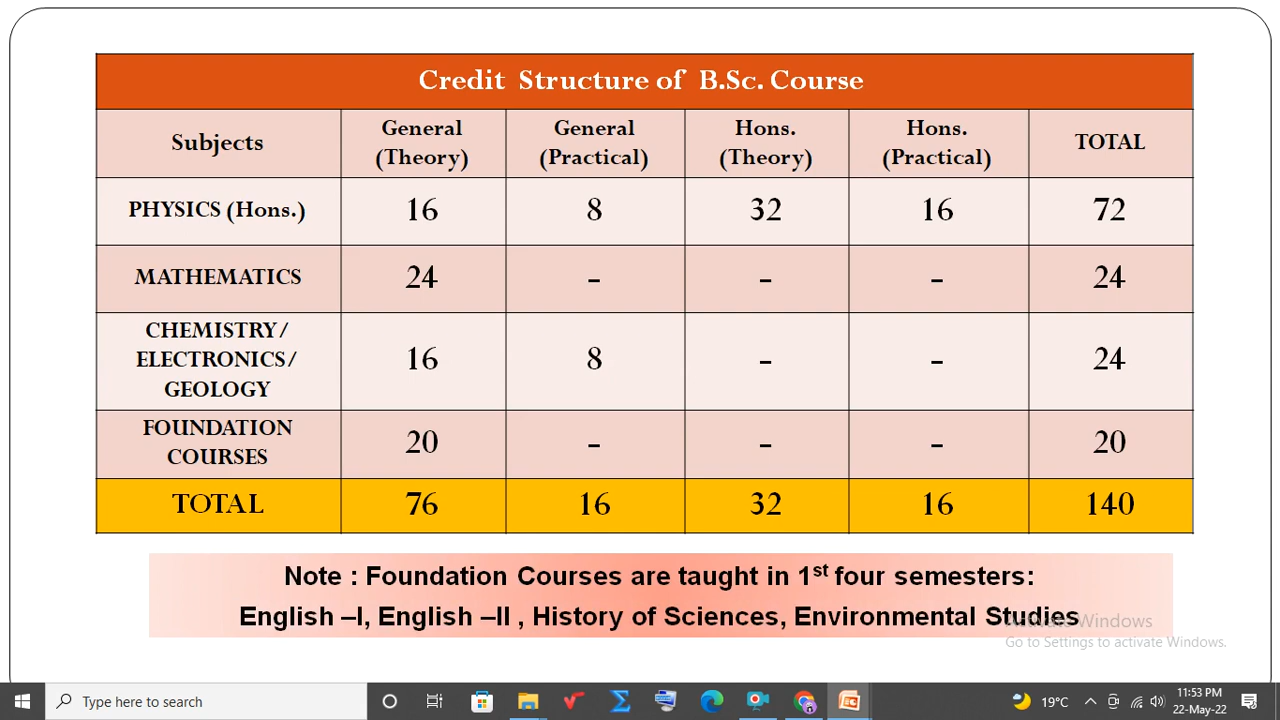 Credit Structure of B.Sc. Course
Subjects General (Theory) General (Practical) Hons. (Theory) Hons. (Practical) TOTAL
PHYSICS (Hons.) 16 8 32 16 72
MATHEMATICS 24 - - - 24
CHEMISTRY/ ELECTRONICS/ GEOLOGY 16 8 - - 24
FOUNDATION COURSES 20 - - - 20
TOTAL 76 16 32 16 140
Note : Foundation Courses are taught in 1st four semesters:
English –I, English –II , History of Sciences, Environmental Studies
Activate Windows
Go to Settings to activate Windows.
Type here to search
19°C
11:53 PM
22-May-22